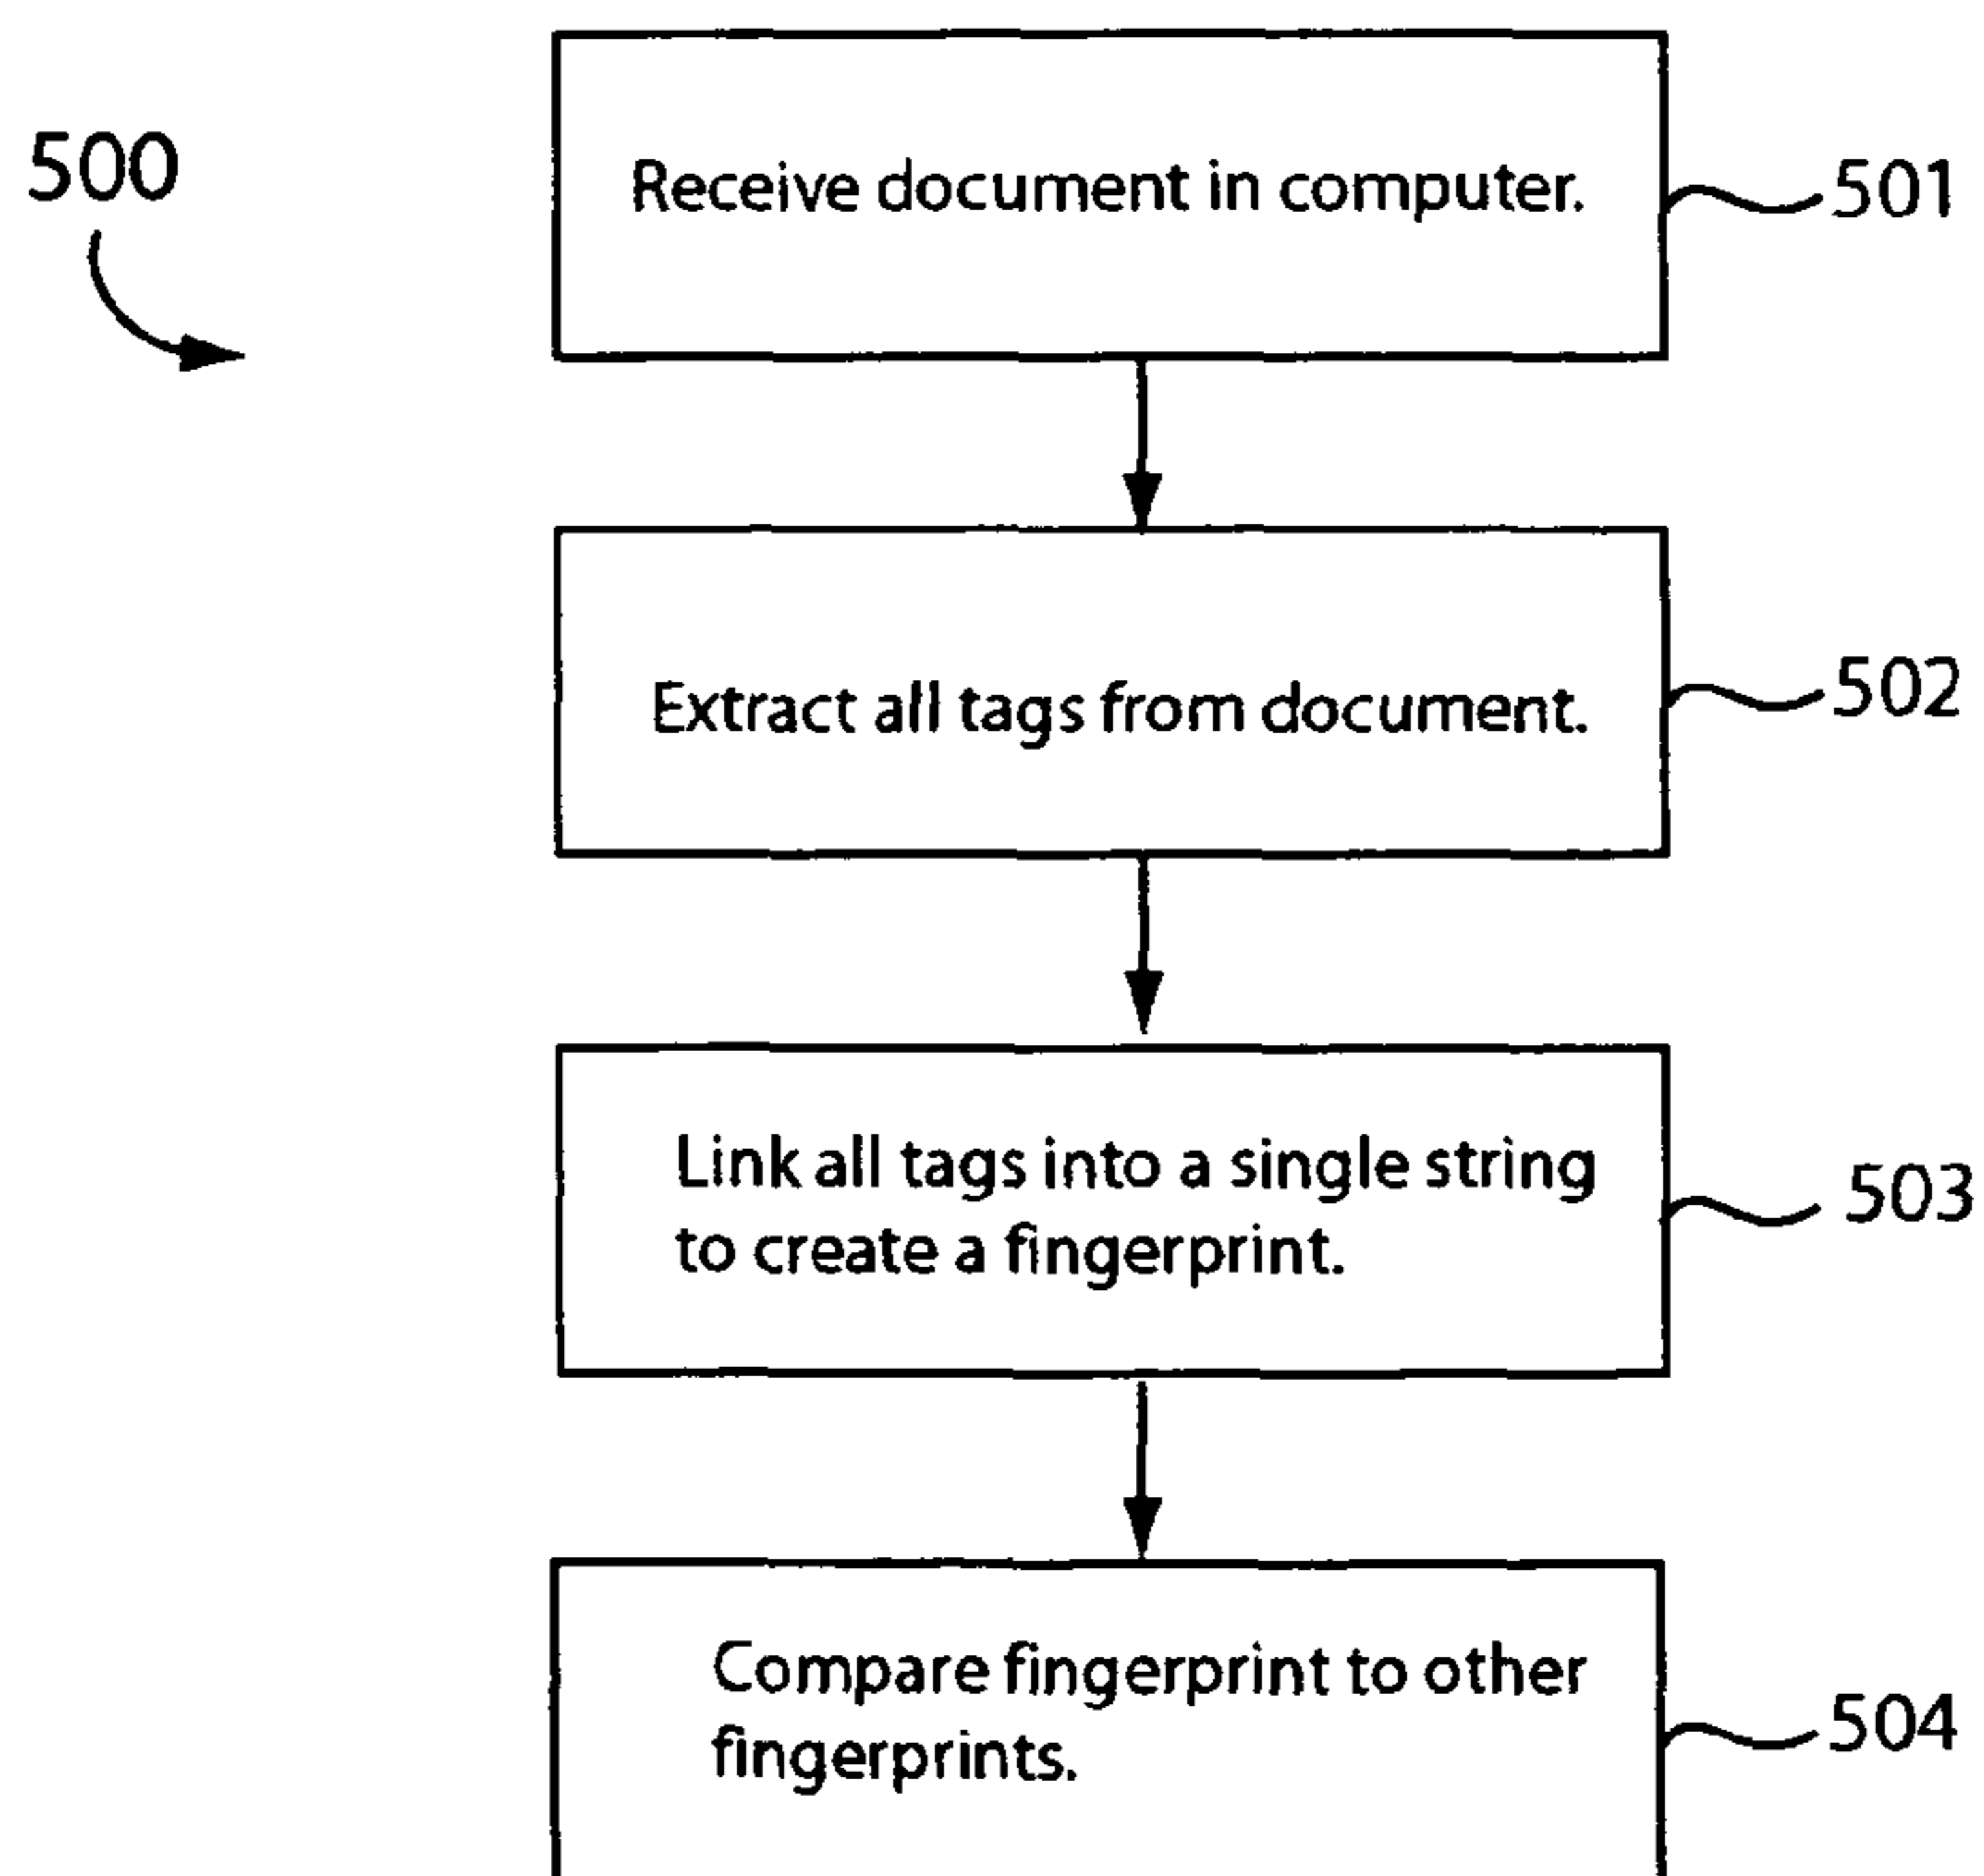 500
Receive document in computer.
501
Extract all tags from document.
502
Link all tags into a single string
to create a fingerprint.
503
Compare fingerprint to other
fingerprints.
504